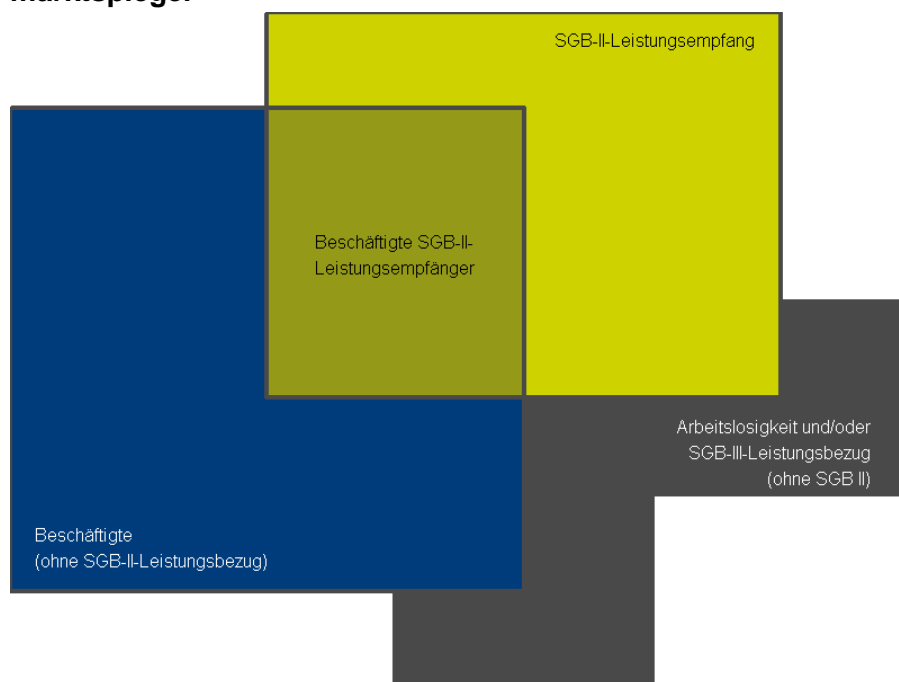 SGB-II-Leistungsempfang
Beschäftigte SGB-II-
Leistungsempfänger
Arbeitslosigkeit und/oder
SGB-III-Leistungsbezug
(ohne SGB II)
Beschäftigte
(ohne SGB-II-Leistungsbezug)